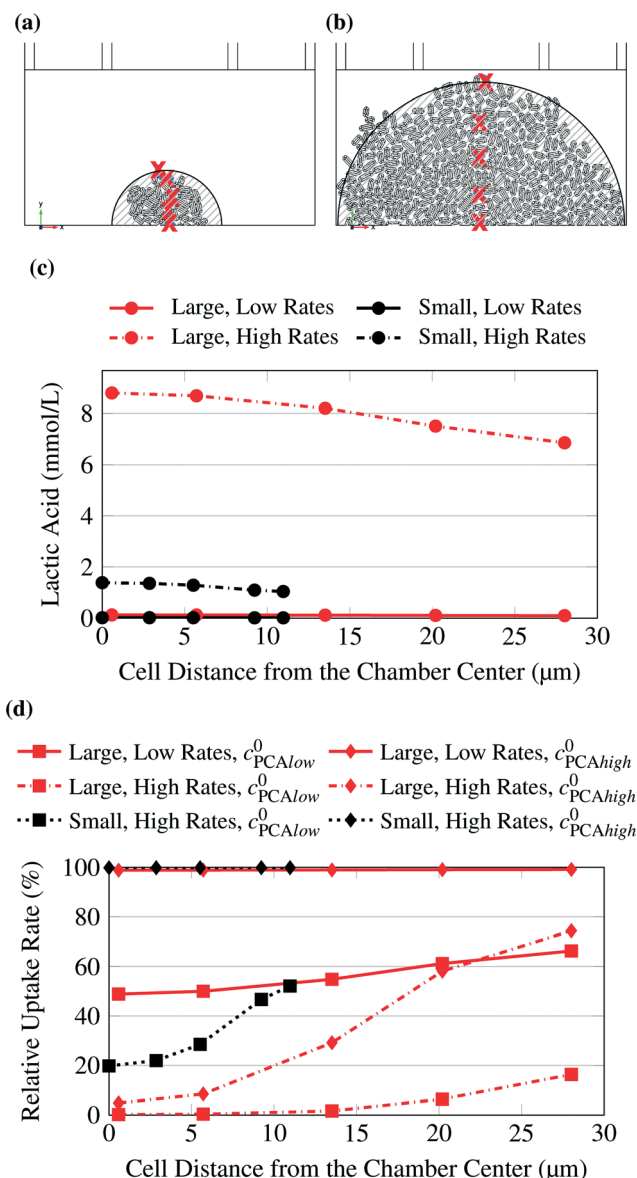 (a)
(b)
y
x
y
x
(c)
Large, Low Rates
Small, Low Rates
Large, High Rates
Small, High Rates
Lactic Acid (mmol/L)
8
6
4
2
0
0 5 10 15 20 25 30
Cell Distance from the Chamber Center (µm)
(d)
Large, Low Rates, c⁰PCAlow
Large, Low Rates, c⁰PCAhigh
Large, High Rates, c⁰PCAlow
Large, High Rates, c⁰PCAhigh
Small, High Rates, c⁰PCAlow
Small, High Rates, c⁰PCAhigh
Relative Uptake Rate (%)
100
80
60
40
20
0
0 5 10 15 20 25 30
Cell Distance from the Chamber Center (µm)